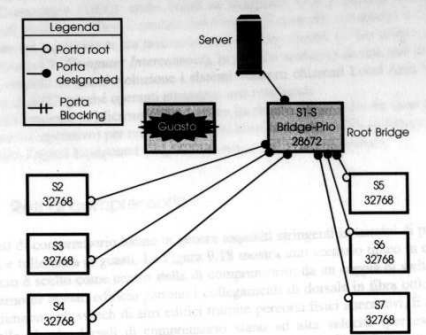 Legenda
Porta root
Porta
designated
Porta
Blocking
Server
Guasto
S1-S
Bridge-Prio
28672
Root Bridge
S2
32768
S3
32768
S4
32768
S5
32768
S6
32768
S7
32768